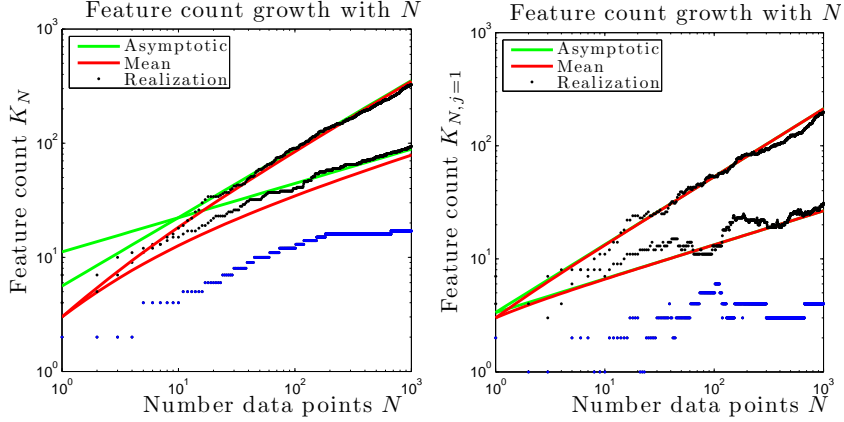 Feature count growth with N
Feature count K_N
10^3
10^2
10^1
10^0
Asymptotic
Mean
Realization
10^0
10^1
10^2
10^3
Number data points N
Feature count growth with N
Feature count K_{N,j=1}
10^3
10^2
10^1
10^0
Asymptotic
Mean
Realization
10^0
10^1
10^2
10^3
Number data points N